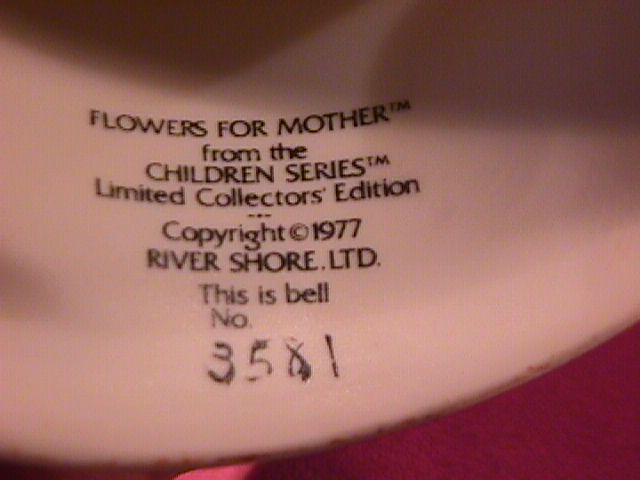 FLOWERS FOR MOTHER™
from the
CHILDREN SERIES™
Limited Collectors' Edition
---
Copyright ©1977
RIVER SHORE, LTD.
This is bell
No.
3581